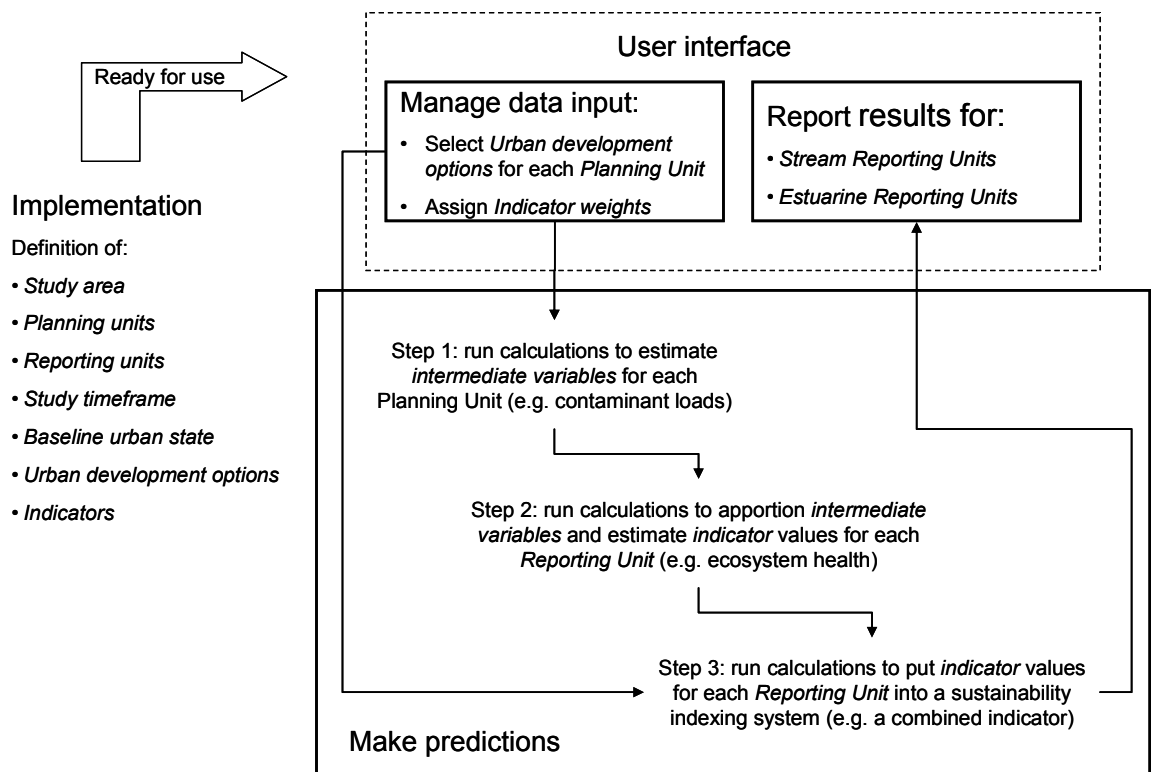 User interface
Ready for use
Manage data input:
• Select Urban development
options for each Planning Unit
• Assign Indicator weights
Report results for:
• Stream Reporting Units
• Estuarine Reporting Units
Implementation
Definition of:
• Study area
• Planning units
• Reporting units
• Study timeframe
• Baseline urban state
• Urban development options
• Indicators
Step 1: run calculations to estimate
intermediate variables for each
Planning Unit (e.g. contaminant loads)
Step 2: run calculations to apportion intermediate
variables and estimate indicator values for each
Reporting Unit (e.g. ecosystem health)
Step 3: run calculations to put indicator values
for each Reporting Unit into a sustainability
indexing system (e.g. a combined indicator)
Make predictions